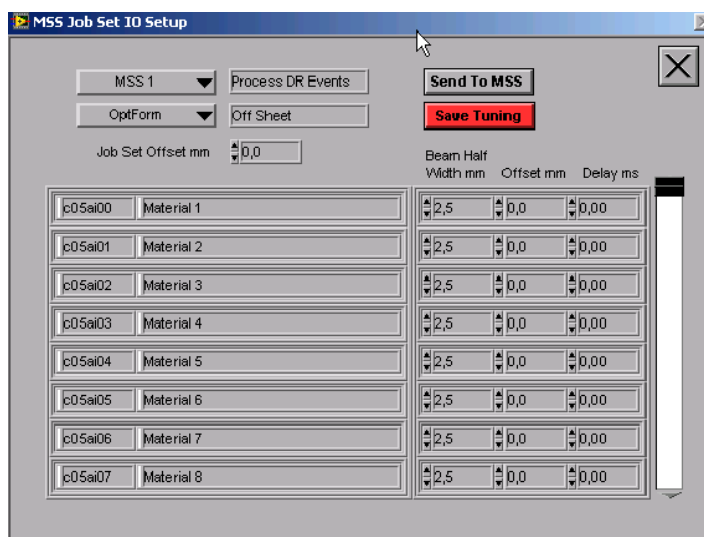 MSS Job Set IO Setup
MSS 1 Process DR Events Send To MSS
OptForm Off Sheet Save Tuning
Job Set Offset mm 0,0
Beam Half
Width mm Offset mm Delay ms
c05ai00 Material 1 2,5 0,0 0,00
c05ai01 Material 2 2,5 0,0 0,00
c05ai02 Material 3 2,5 0,0 0,00
c05ai03 Material 4 2,5 0,0 0,00
c05ai04 Material 5 2,5 0,0 0,00
c05ai05 Material 6 2,5 0,0 0,00
c05ai06 Material 7 2,5 0,0 0,00
c05ai07 Material 8 2,5 0,0 0,00